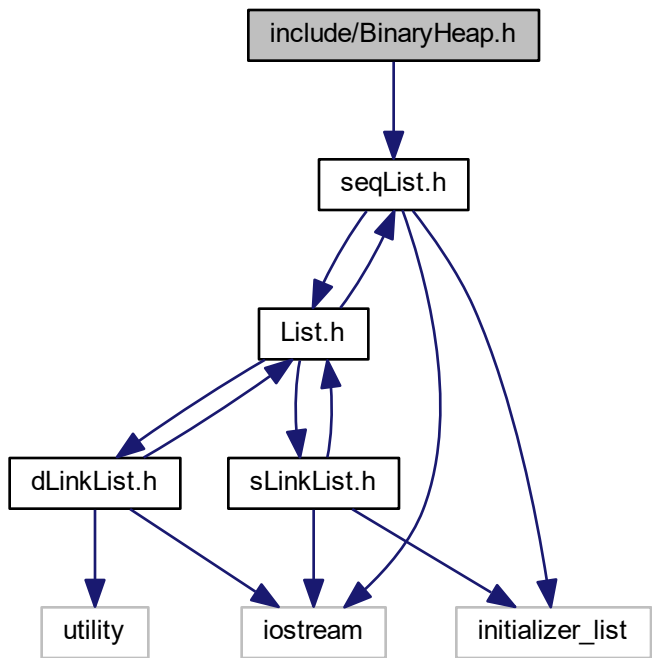 include/BinaryHeap.h
seqList.h
List.h
dLinkList.h
sLinkList.h
utility
iostream
initializer_list